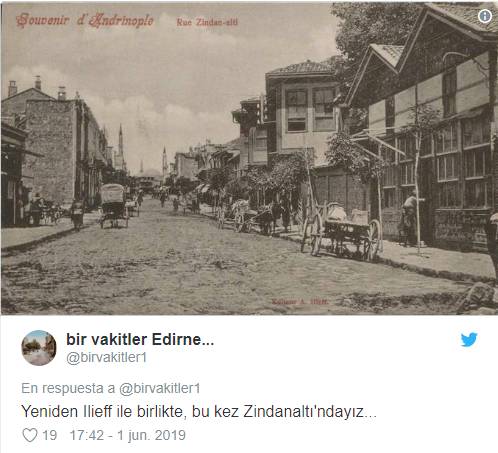 Souvenir d'Andrinople Rue Zindan-alti
Editeur A. Ilieff.
bir vakitler Edirne...
@birvakitler1
En respuesta a @birvakitler1
Yeniden Ilieff ile birlikte, bu kez Zindanaltı'ndayız...
19 17:42 - 1 jun. 2019